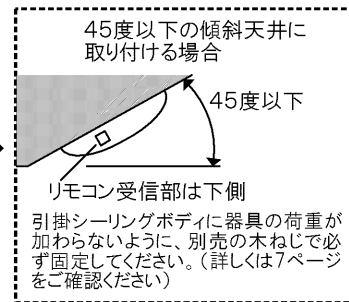 45度以下の傾斜天井に
取り付ける場合
45度以下
リモコン受信部は下側
引掛シーリングボディに器具の荷重が
加わらないように、別売の木ねじで必
ず固定してください。（詳しくは7ページ
をご確認ください）